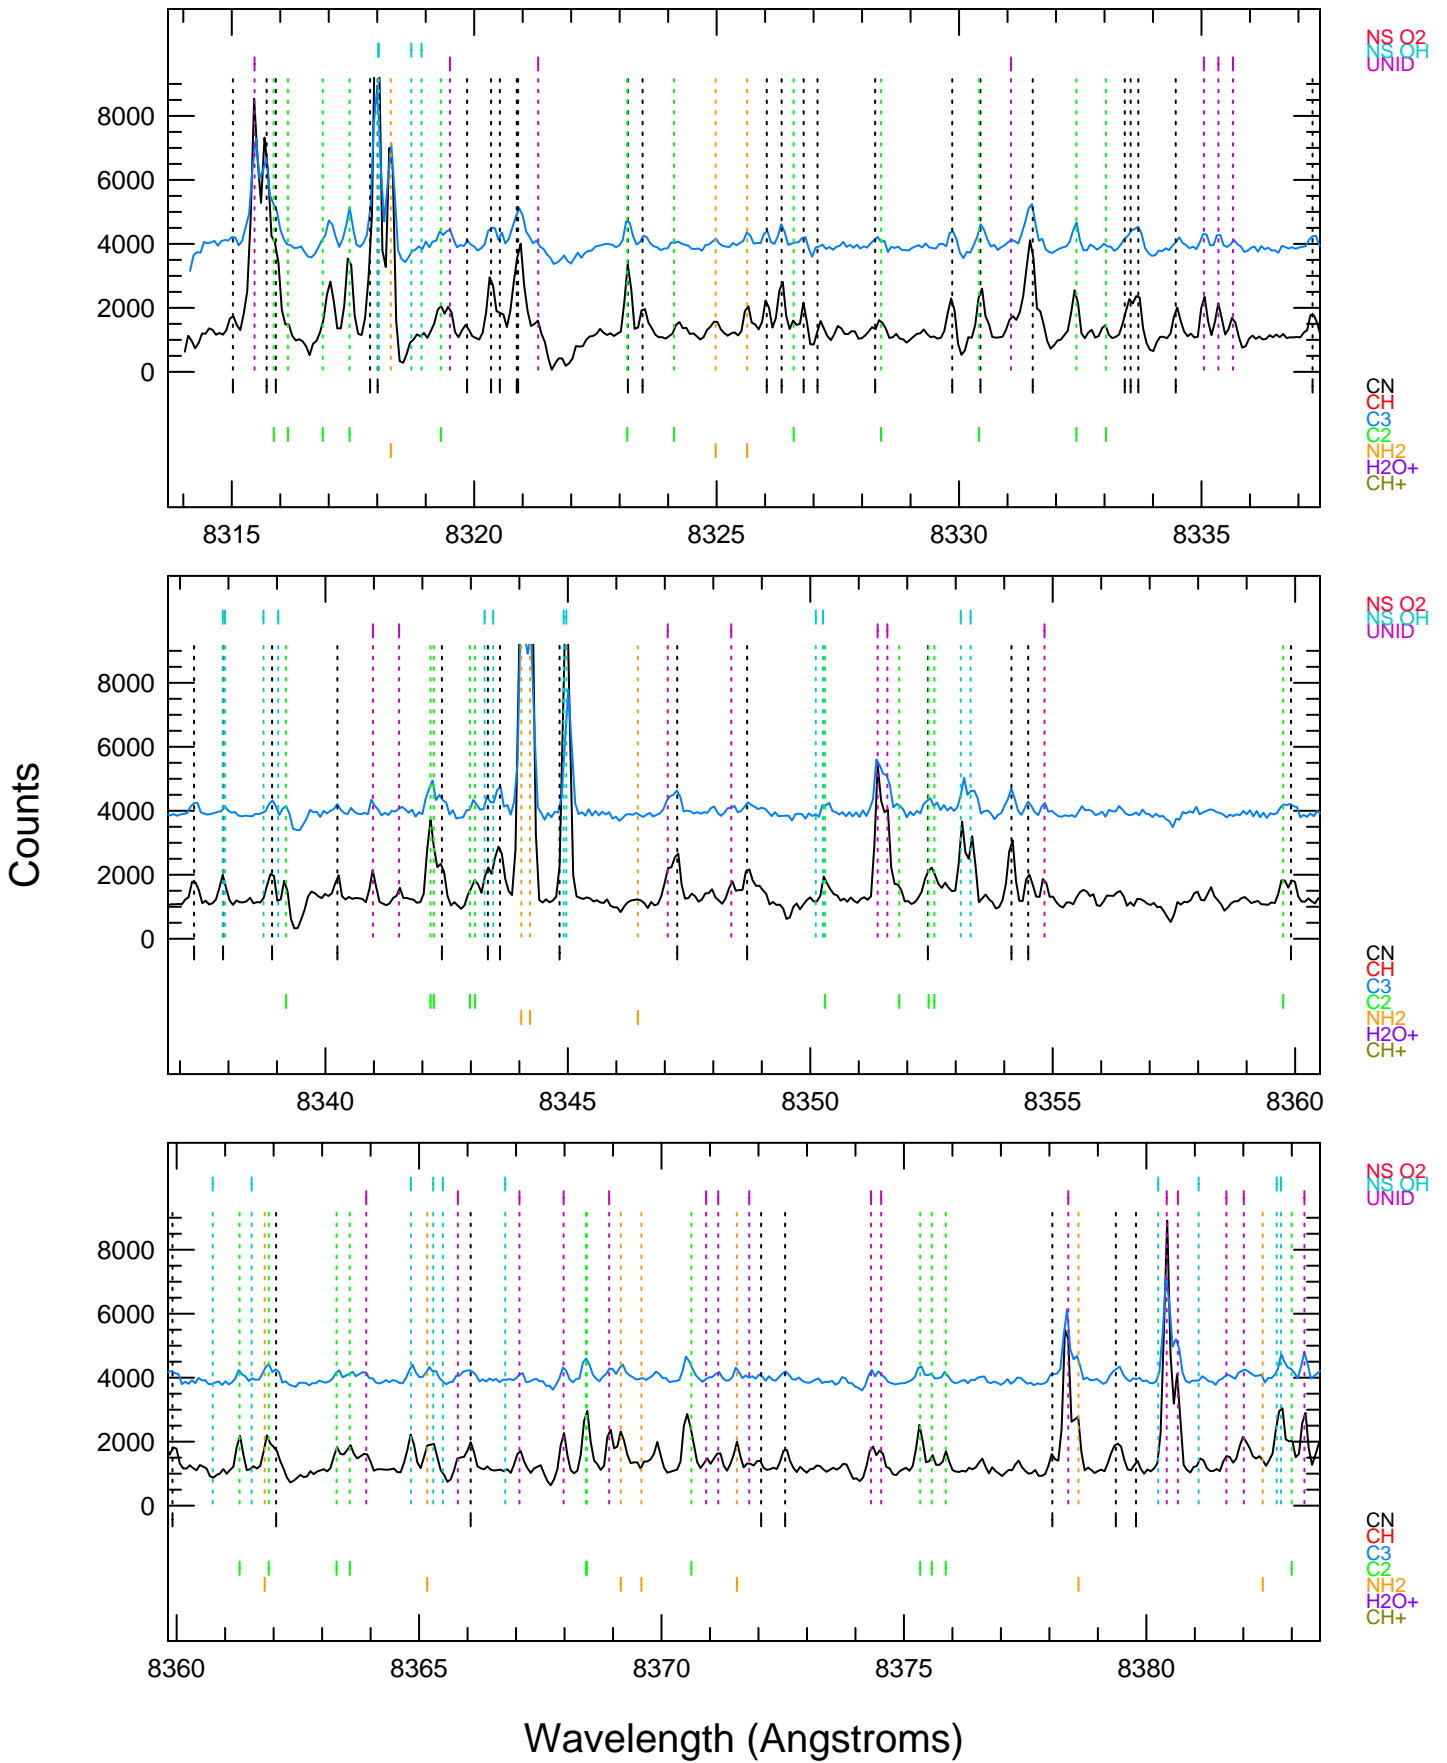 NS O2
NS OH
UNID
8000
6000
4000
2000
0
CN
CH
C3
C2
NH2
H2O+
CH+
8315 8320 8325 8330 8335
NS O2
NS OH
UNID
8000
6000
4000
2000
0
CN
CH
C3
C2
NH2
H2O+
CH+
8340 8345 8350 8355 8360
Counts
NS O2
NS OH
UNID
8000
6000
4000
2000
0
CN
CH
C3
C2
NH2
H2O+
CH+
8360 8365 8370 8375 8380
Wavelength (Angstroms)